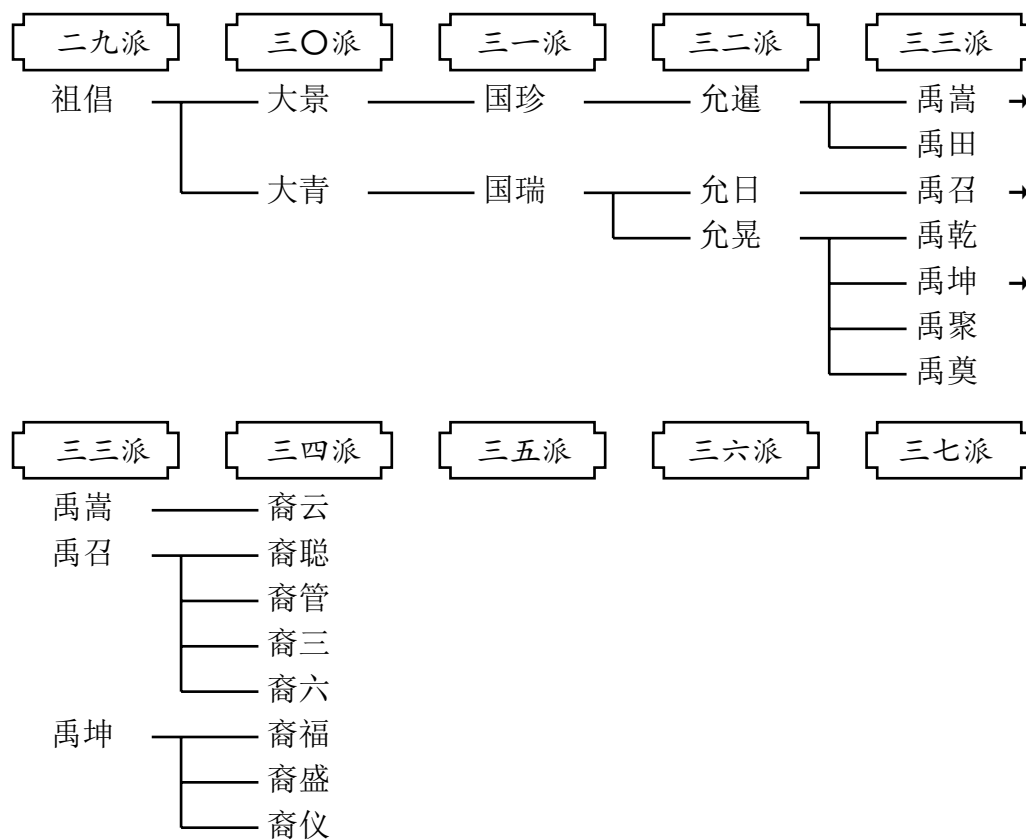 二九派 三〇派 三一派 三二派 三三派
祖倡 大景 国珍 允暹 禹嵩
禹田
大青 国瑞 允日 禹召
允晃 禹乾
禹坤
禹聚
禹奠
三三派 三四派 三五派 三六派 三七派
禹嵩 裔云
禹召 裔聪
裔管
裔三
裔六
禹坤 裔福
裔盛
裔仪